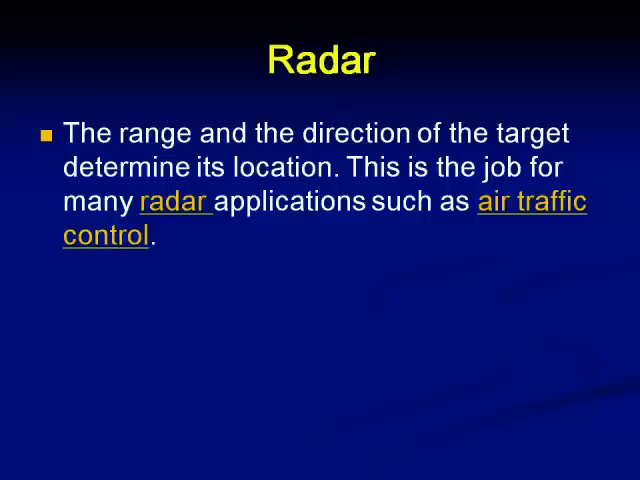 Radar
The range and the direction of the target
determine its location. This is the job for
many radar applications such as air traffic
control.